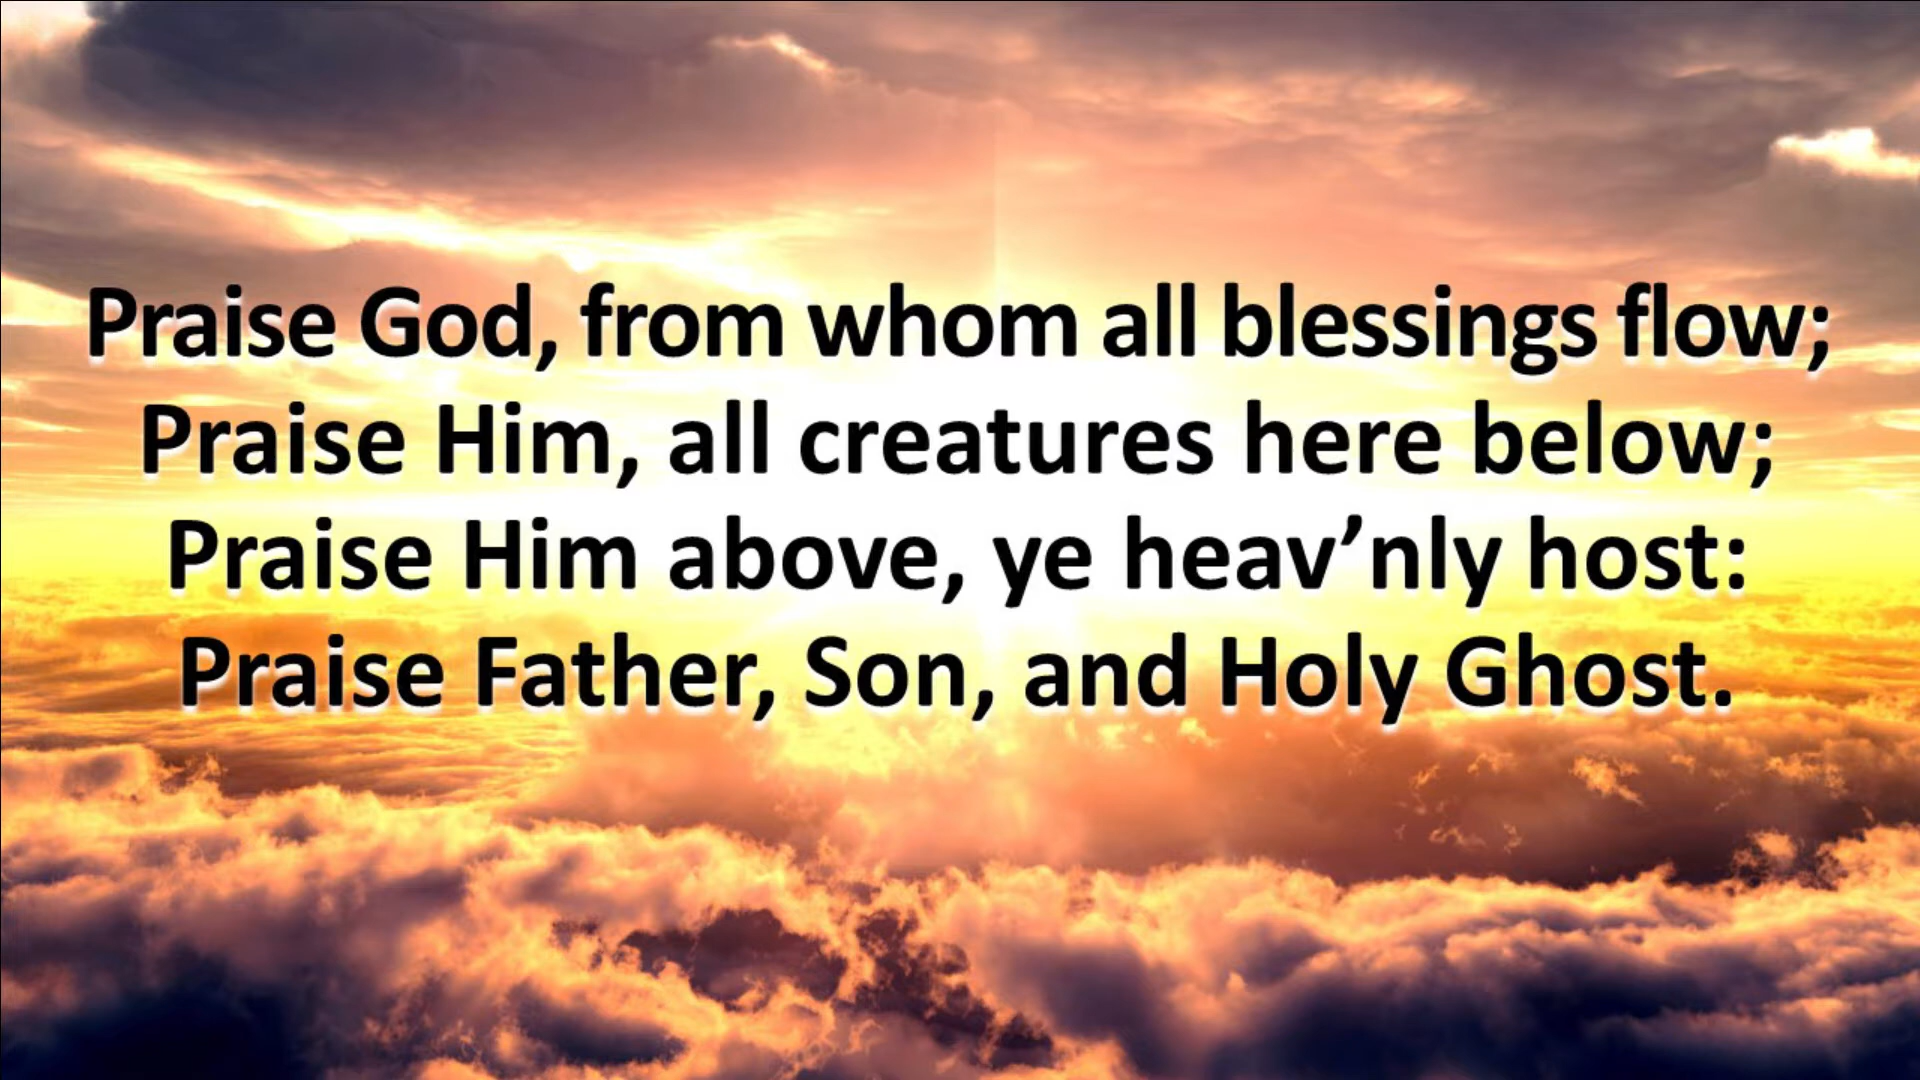 Praise God, from whom all blessings flow;
Praise Him, all creatures here below;
Praise Him above, ye heav’nly host:
Praise Father, Son, and Holy Ghost.